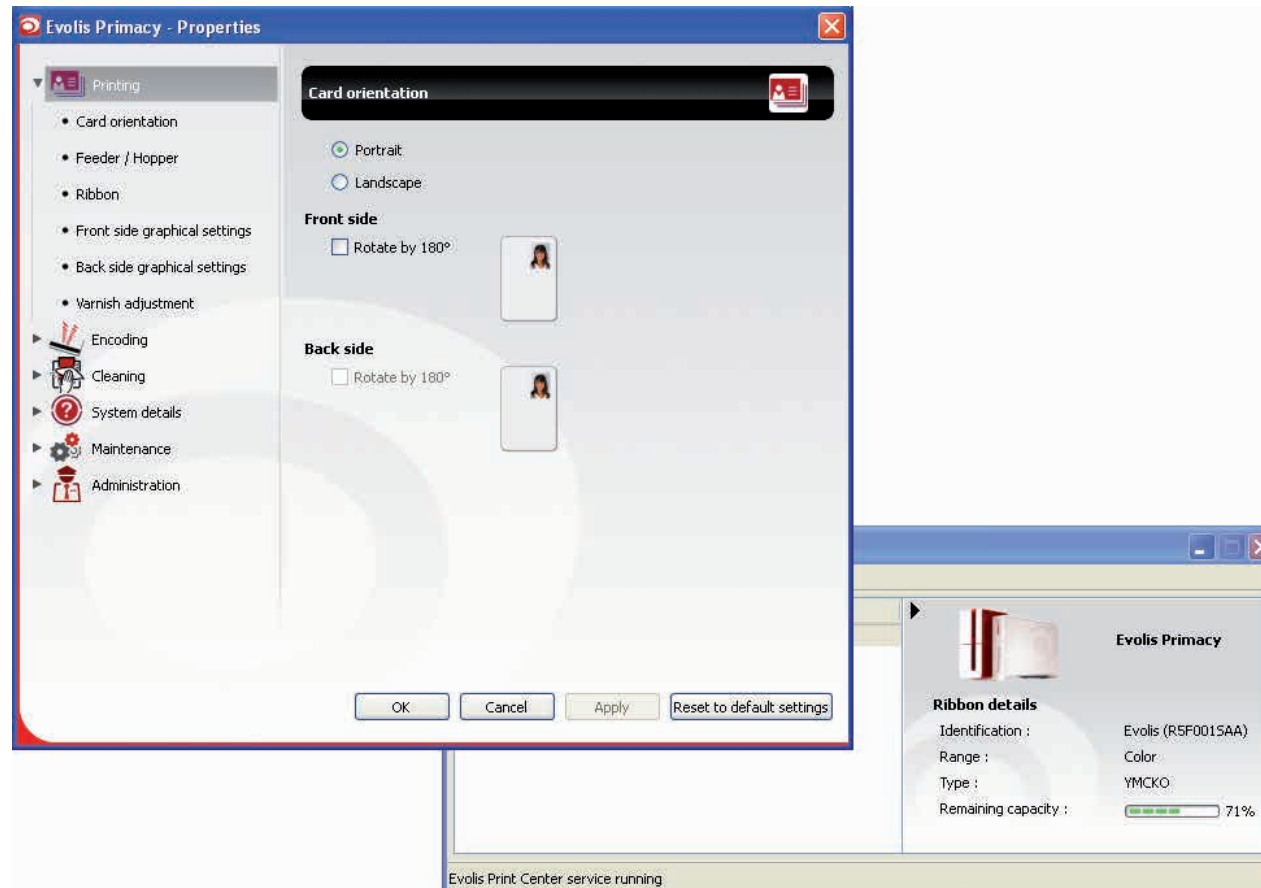 Evolis Primacy - Properties
Printing
Card orientation
Feeder / Hopper
Ribbon
Front side graphical settings
Back side graphical settings
Varnish adjustment
Encoding
Cleaning
System details
Maintenance
Administration
Card orientation
Portrait
Landscape
Front side
Rotate by 180°
Back side
Rotate by 180°
OK Cancel Apply Reset to default settings
Evolis Primacy
Ribbon details
Identification : Evolis (R5F001SAA)
Range : Color
Type : YMCKO
Remaining capacity : 71%
Evolis Print Center service running